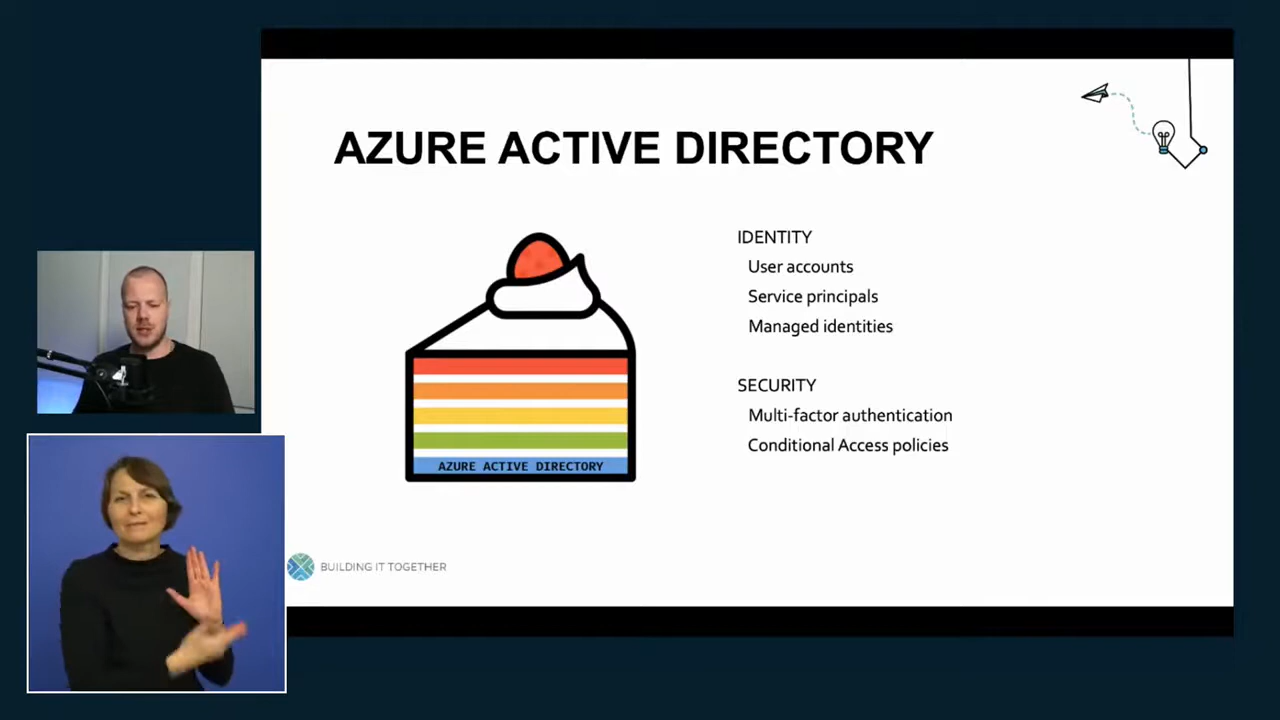 AZURE ACTIVE DIRECTORY
IDENTITY
User accounts
Service principals
Managed identities
SECURITY
Multi-factor authentication
Conditional Access policies
AZURE ACTIVE DIRECTORY
BUILDING IT TOGETHER